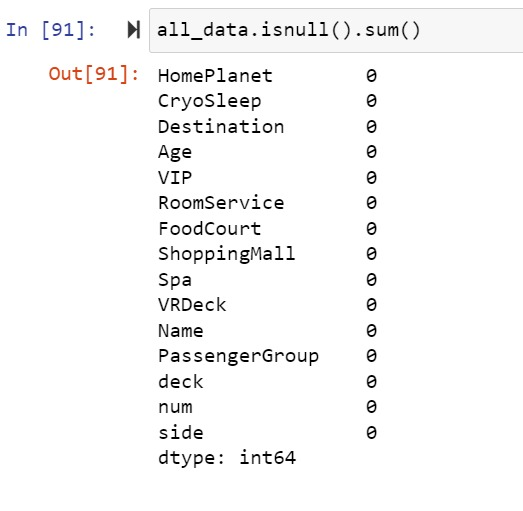 In [91]: all_data.isnull().sum()
Out[91]: HomePlanet 0
CryoSleep 0
Destination 0
Age 0
VIP 0
RoomService 0
FoodCourt 0
ShoppingMall 0
Spa 0
VRDeck 0
Name 0
PassengerGroup 0
deck 0
num 0
side 0
dtype: int64